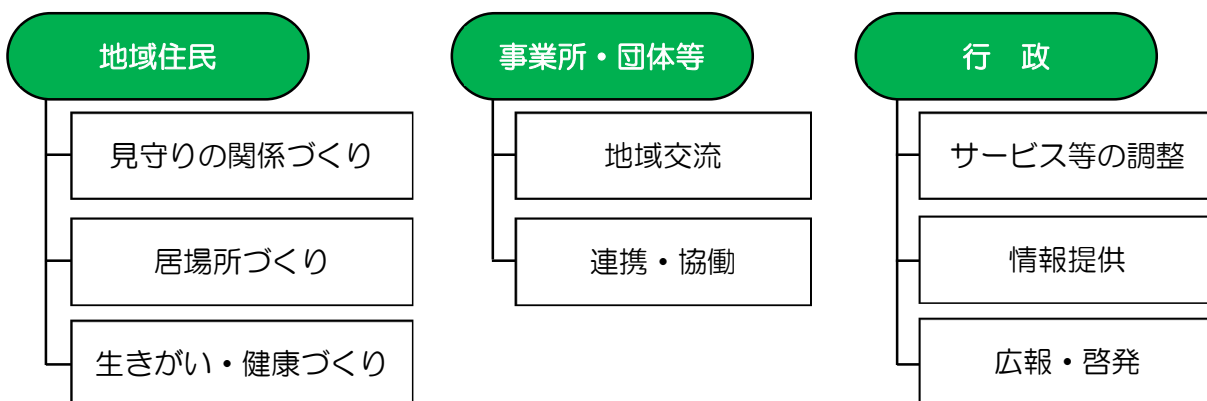 地域住民
見守りの関係づくり
居場所づくり
生きがい・健康づくり
事業所・団体等
地域交流
連携・協働
行　政
サービス等の調整
情報提供
広報・啓発